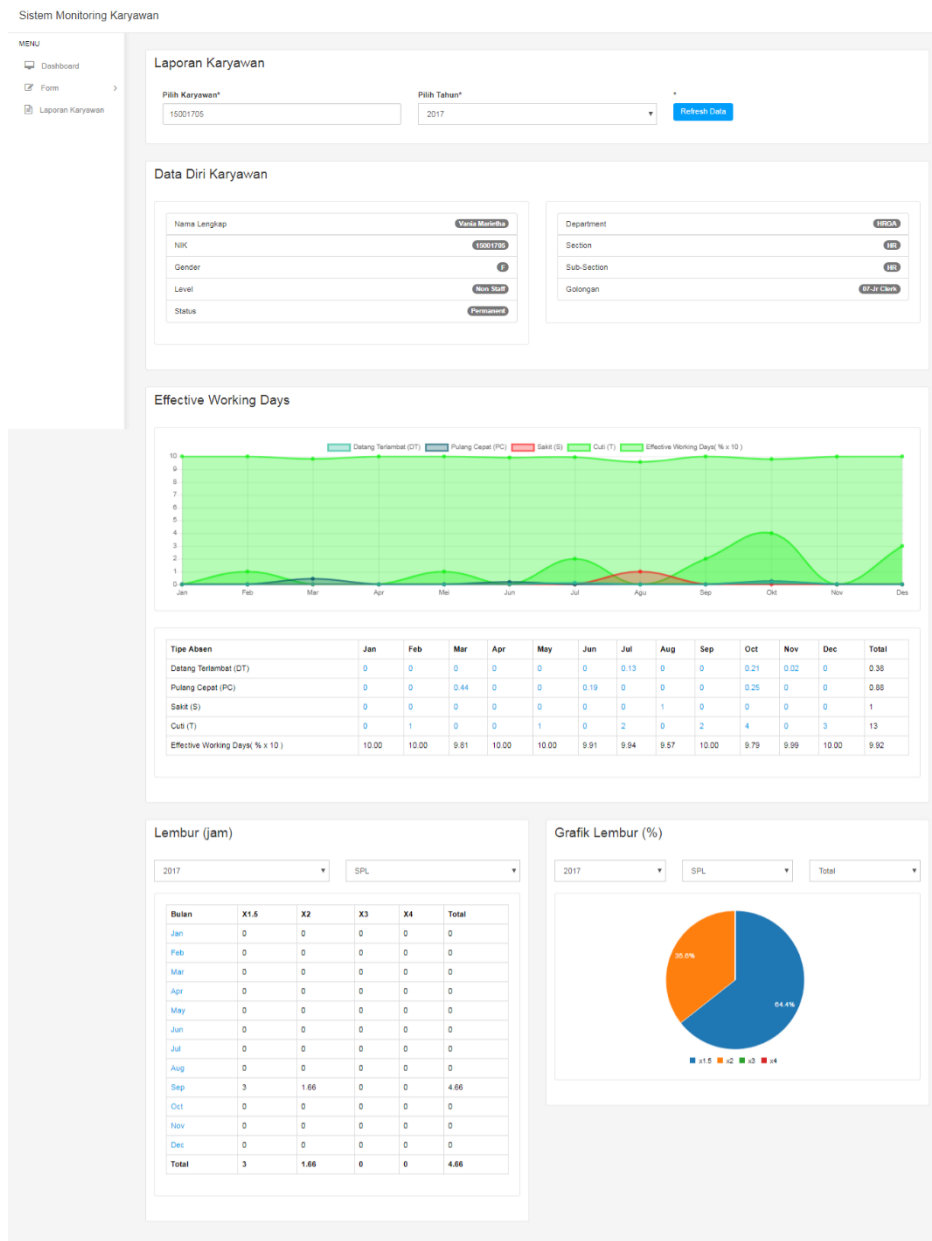 Sistem Monitoring Karyawan
MENU
Dashboard
Form
Laporan Karyawan
Laporan Karyawan
Pilih Karyawan* Pilih Tahun* *
15001705 2017 Refresh Data
Data Diri Karyawan
Nama Lengkap Vania Marietha
NIK 15001705
Gender F
Level Non Staff
Status Permanent
Department HRGA
Section HR
Sub-Section HR
Golongan 07-Jr Clerk
Effective Working Days
Datang Terlambat (DT) Pulang Cepat (PC) Sakit (S) Cuti (T) Effective Working Days( % x 10 )
10
9
8
7
6
5
4
3
2
1
0
Jan Feb Mar Apr Mei Jun Jul Agu Sep Okt Nov Des
Tipe Absen Jan Feb Mar Apr May Jun Jul Aug Sep Oct Nov Dec Total
Datang Terlambat (DT) 0 0 0 0 0 0 0.13 0 0 0.21 0.02 0 0.38
Pulang Cepat (PC) 0 0 0.44 0 0 0.19 0 0 0 0.25 0 0 0.88
Sakit (S) 0 0 0 0 0 0 0 1 0 0 0 0 1
Cuti (T) 0 1 0 0 1 0 2 0 2 4 0 3 13
Effective Working Days( % x 10 ) 10.00 10.00 9.81 10.00 10.00 9.91 9.94 9.57 10.00 9.79 9.99 10.00 9.92
Lembur (jam)
2017 SPL
Bulan X1.5 X2 X3 X4 Total
Jan 0 0 0 0 0
Feb 0 0 0 0 0
Mar 0 0 0 0 0
Apr 0 0 0 0 0
May 0 0 0 0 0
Jun 0 0 0 0 0
Jul 0 0 0 0 0
Aug 0 0 0 0 0
Sep 3 1.66 0 0 4.66
Oct 0 0 0 0 0
Nov 0 0 0 0 0
Dec 0 0 0 0 0
Total 3 1.66 0 0 4.66
Grafik Lembur (%)
2017 SPL Total
35.6%
64.4%
x1.5 x2 x3 x4